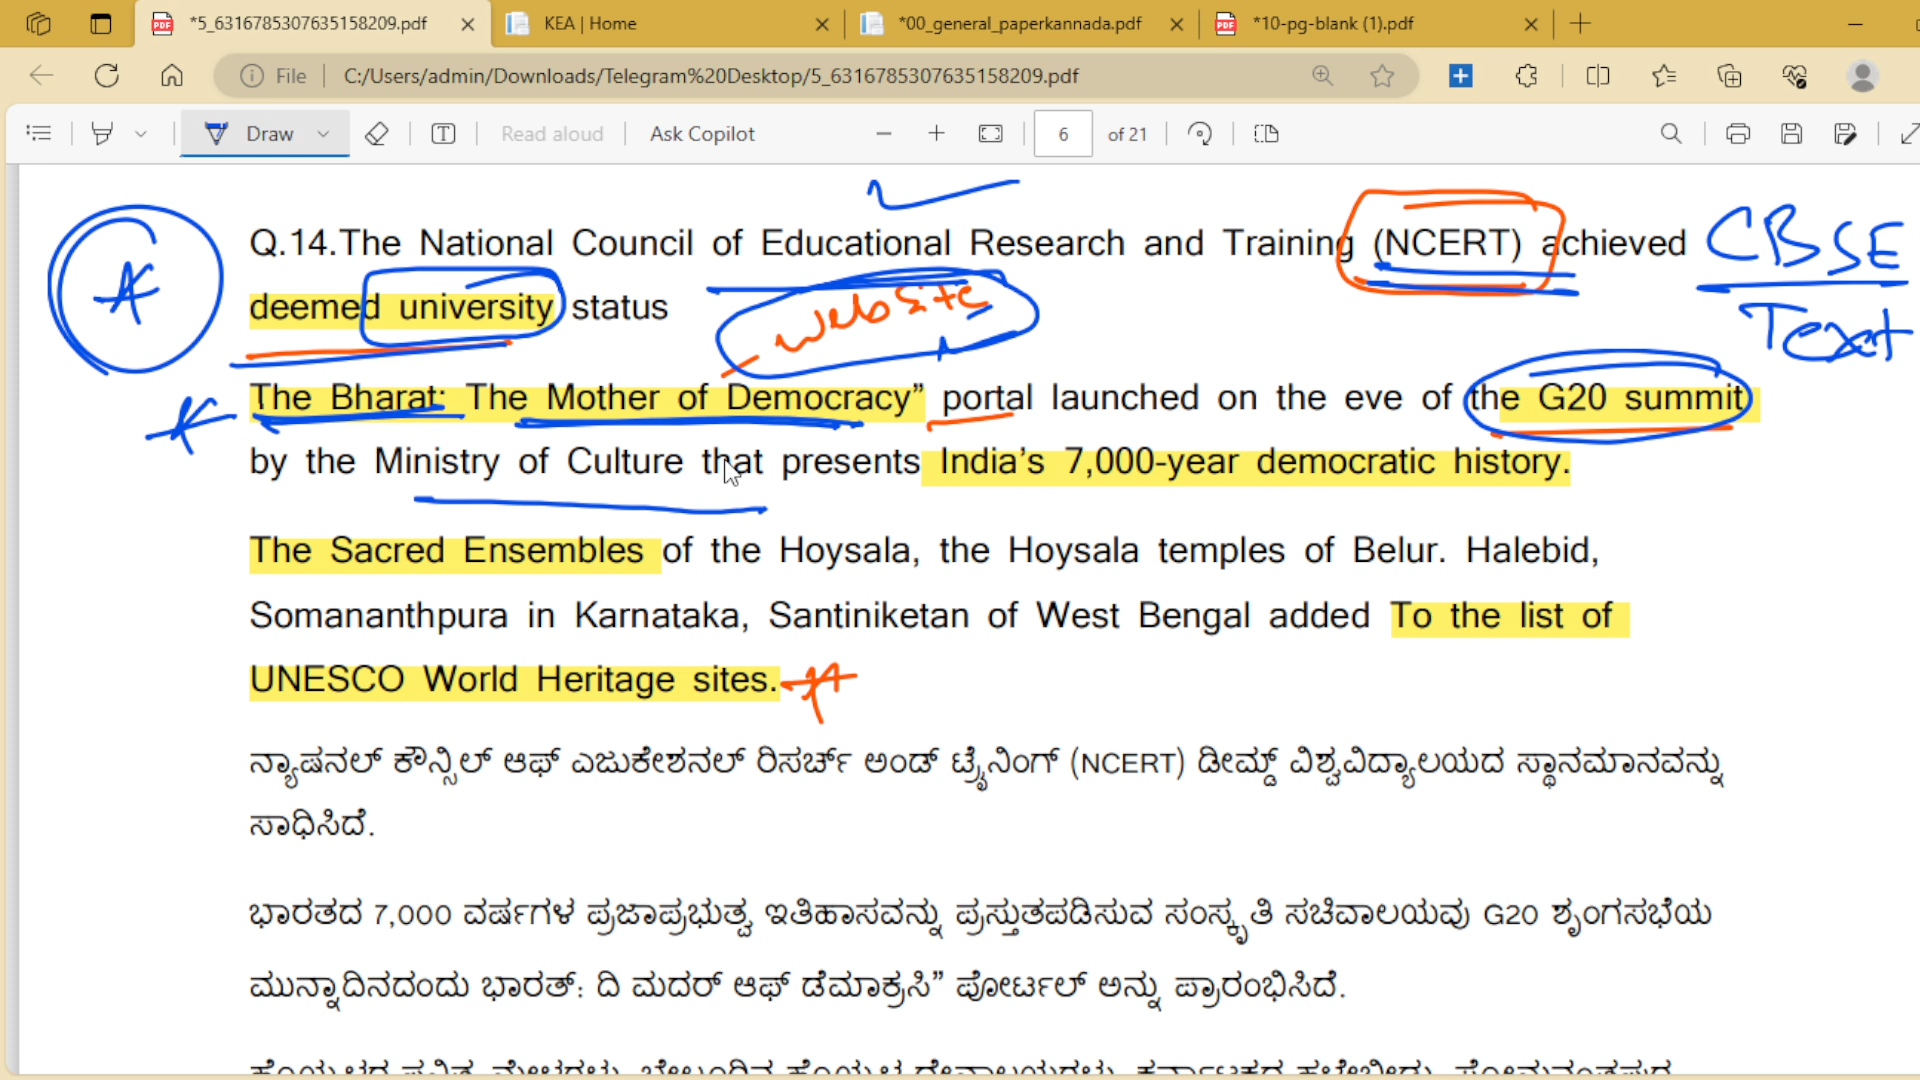 *5_6316785307635158209.pdf
KEA | Home
*00_general_paperkannada.pdf
*10-pg-blank (1).pdf
File C:/Users/admin/Downloads/Telegram%20Desktop/5_6316785307635158209.pdf
Draw Read aloud Ask Copilot 6 of 21
Q.14.The National Council of Educational Research and Training (NCERT) achieved
CBSE
deemed university status
website
Text
The Bharat: The Mother of Democracy” portal launched on the eve of the G20 summit
by the Ministry of Culture that presents India’s 7,000-year democratic history.
The Sacred Ensembles of the Hoysala, the Hoysala temples of Belur. Halebid,
Somananthpura in Karnataka, Santiniketan of West Bengal added To the list of
UNESCO World Heritage sites.
ನ್ಯಾಷನಲ್ ಕೌನ್ಸಿಲ್ ಆಫ್ ಎಜುಕೇಶನಲ್ ರಿಸರ್ಚ್ ಅಂಡ್ ಟ್ರೈನಿಂಗ್ (NCERT) ಡೀಮ್ಡ್ ವಿಶ್ವವಿದ್ಯಾಲಯದ ಸ್ಥಾನಮಾನವನ್ನು
ಸಾಧಿಸಿದೆ.
ಭಾರತದ 7,000 ವರ್ಷಗಳ ಪ್ರಜಾಪ್ರಭುತ್ವ ಇತಿಹಾಸವನ್ನು ಪ್ರಸ್ತುತಪಡಿಸುವ ಸಂಸ್ಕೃತಿ ಸಚಿವಾಲಯವು G20 ಶೃಂಗಸಭೆಯ
ಮುನ್ನಾದಿನದಂದು ಭಾರತ್: ದಿ ಮದರ್ ಆಫ್ ಡೆಮಾಕ್ರಸಿ” ಪೋರ್ಟಲ್ ಅನ್ನು ಪ್ರಾರಂಭಿಸಿದೆ.